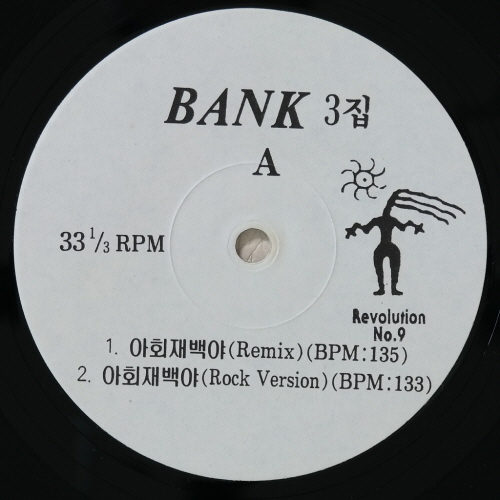 BANK 3집
A
33 1/3 RPM
Revolution
No.9
1. 아회재백야(Remix)(BPM:135)
2. 아회재백야(Rock Version)(BPM:133)